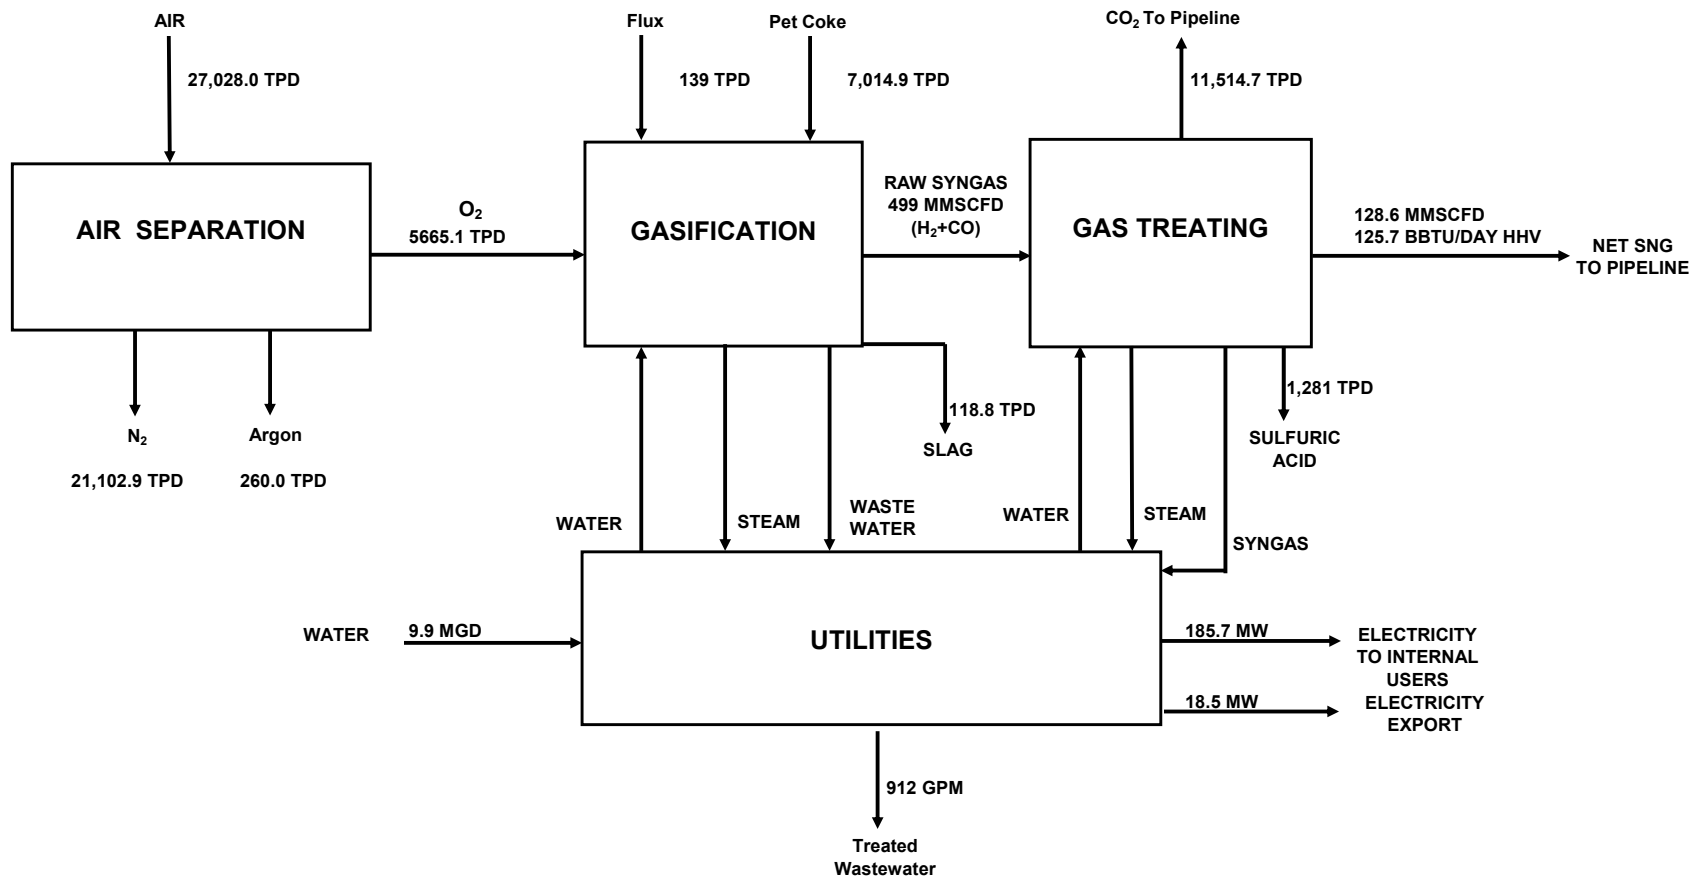 AIR
Flux
Pet Coke
CO₂ To Pipeline
27,028.0 TPD
139 TPD
7,014.9 TPD
11,514.7 TPD
AIR SEPARATION
O₂
5665.1 TPD
GASIFICATION
RAW SYNGAS
499 MMSCFD
(H₂+CO)
GAS TREATING
128.6 MMSCFD
125.7 BBTU/DAY HHV
NET SNG
TO PIPELINE
N₂
21,102.9 TPD
Argon
260.0 TPD
118.8 TPD
SLAG
1,281 TPD
SULFURIC
ACID
WATER
STEAM
WASTE
WATER
WATER
STEAM
SYNGAS
WATER
9.9 MGD
UTILITIES
185.7 MW
ELECTRICITY
TO INTERNAL
USERS
18.5 MW
ELECTRICITY
EXPORT
912 GPM
Treated
Wastewater